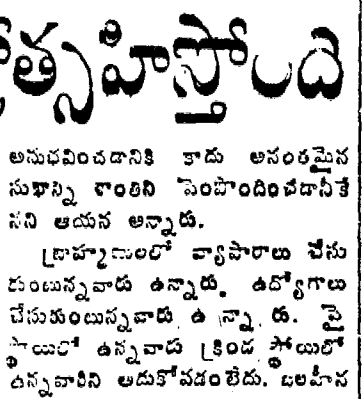 త్సహిస్తోంది
అనుభవించడానికి కాదు అనంతమైన
సుఖాన్ని శాంతిని పెంపొందించడానికే
నని ఆయన అన్నారు.
బ్రాహ్మణులలో వ్యాపారాలు చేసు
కుంటున్నవారు ఉన్నారు. ఉద్యోగాలు
చేసుకుంటున్నవారు ఉన్నారు. పై
స్థాయిలో ఉన్నవారు క్రింద స్థాయిలో
ఉన్నవారిని ఆదుకోవడం లేదు. బలహీన